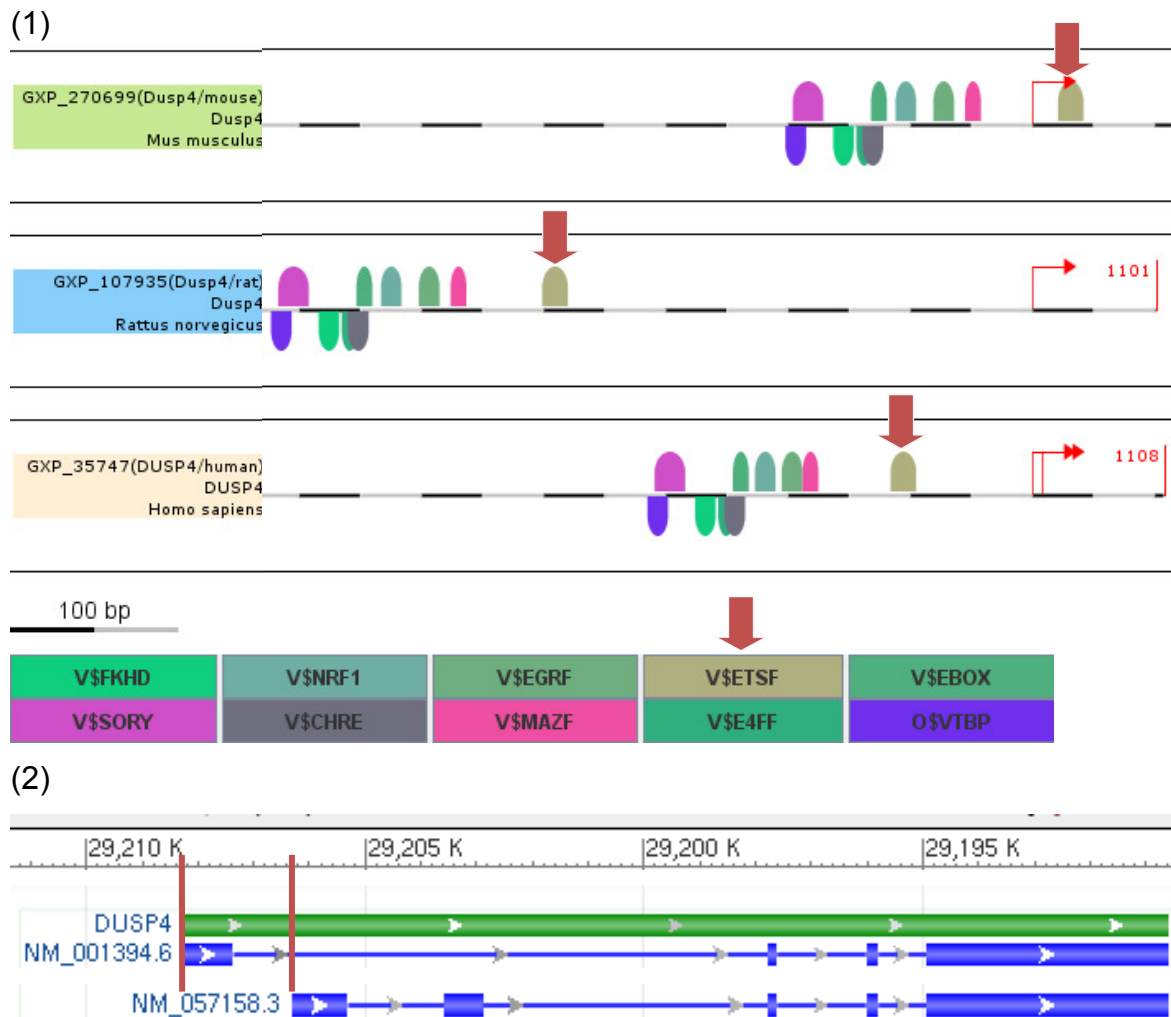 (1)
GXP_270699(Dusp4/mouse)
Dusp4
Mus musculus
GXP_107935(Dusp4/rat)
Dusp4
Rattus norvegicus
1101
GXP_35747(DUSP4/human)
DUSP4
Homo sapiens
1108
100 bp
V$FKHD V$NRF1 V$EGRF V$ETSF V$EBOX
V$SORY V$CHRE V$MAZF V$E4FF O$VTBP
(2)
29,210 K 29,205 K 29,200 K 29,195 K
DUSP4
NM_001394.6
NM_057158.3